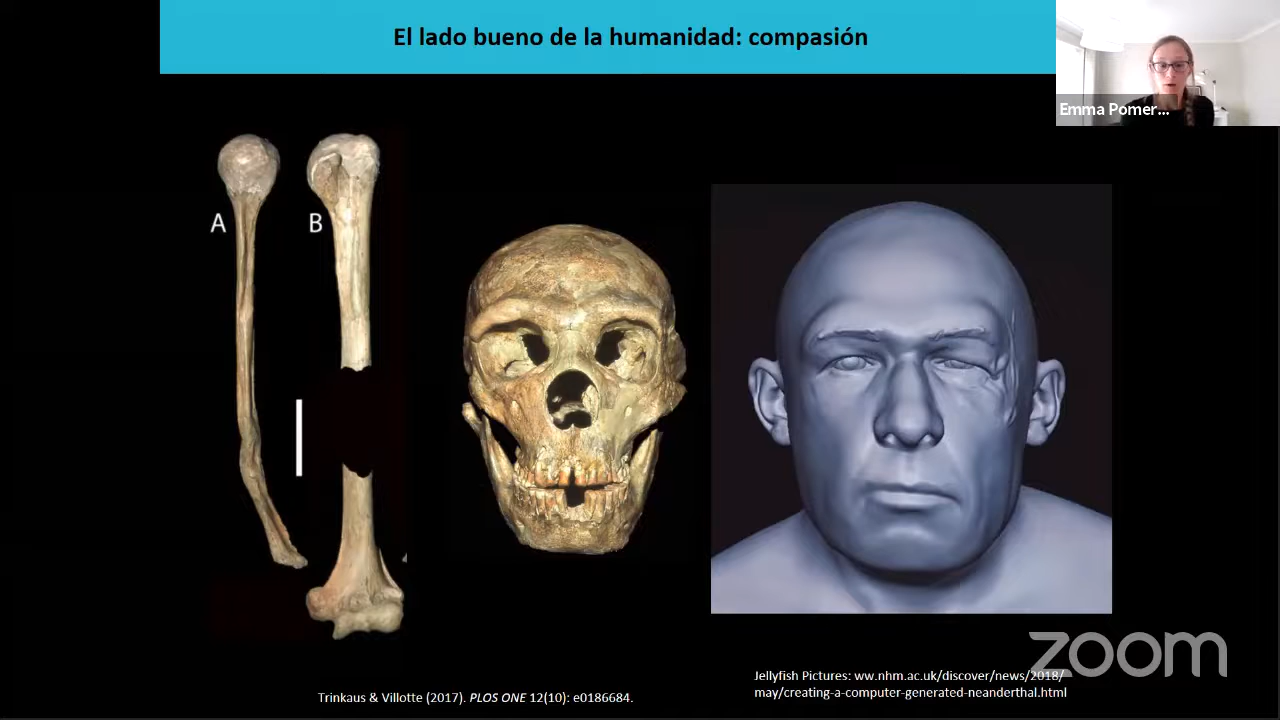 El lado bueno de la humanidad: compasión
Emma Pomer...
A
B
Trinkaus & Villotte (2017). PLOS ONE 12(10): e0186684.
Jellyfish Pictures: ww.nhm.ac.uk/discover/news/2018/
may/creating-a-computer-generated-neanderthal.html
zoom